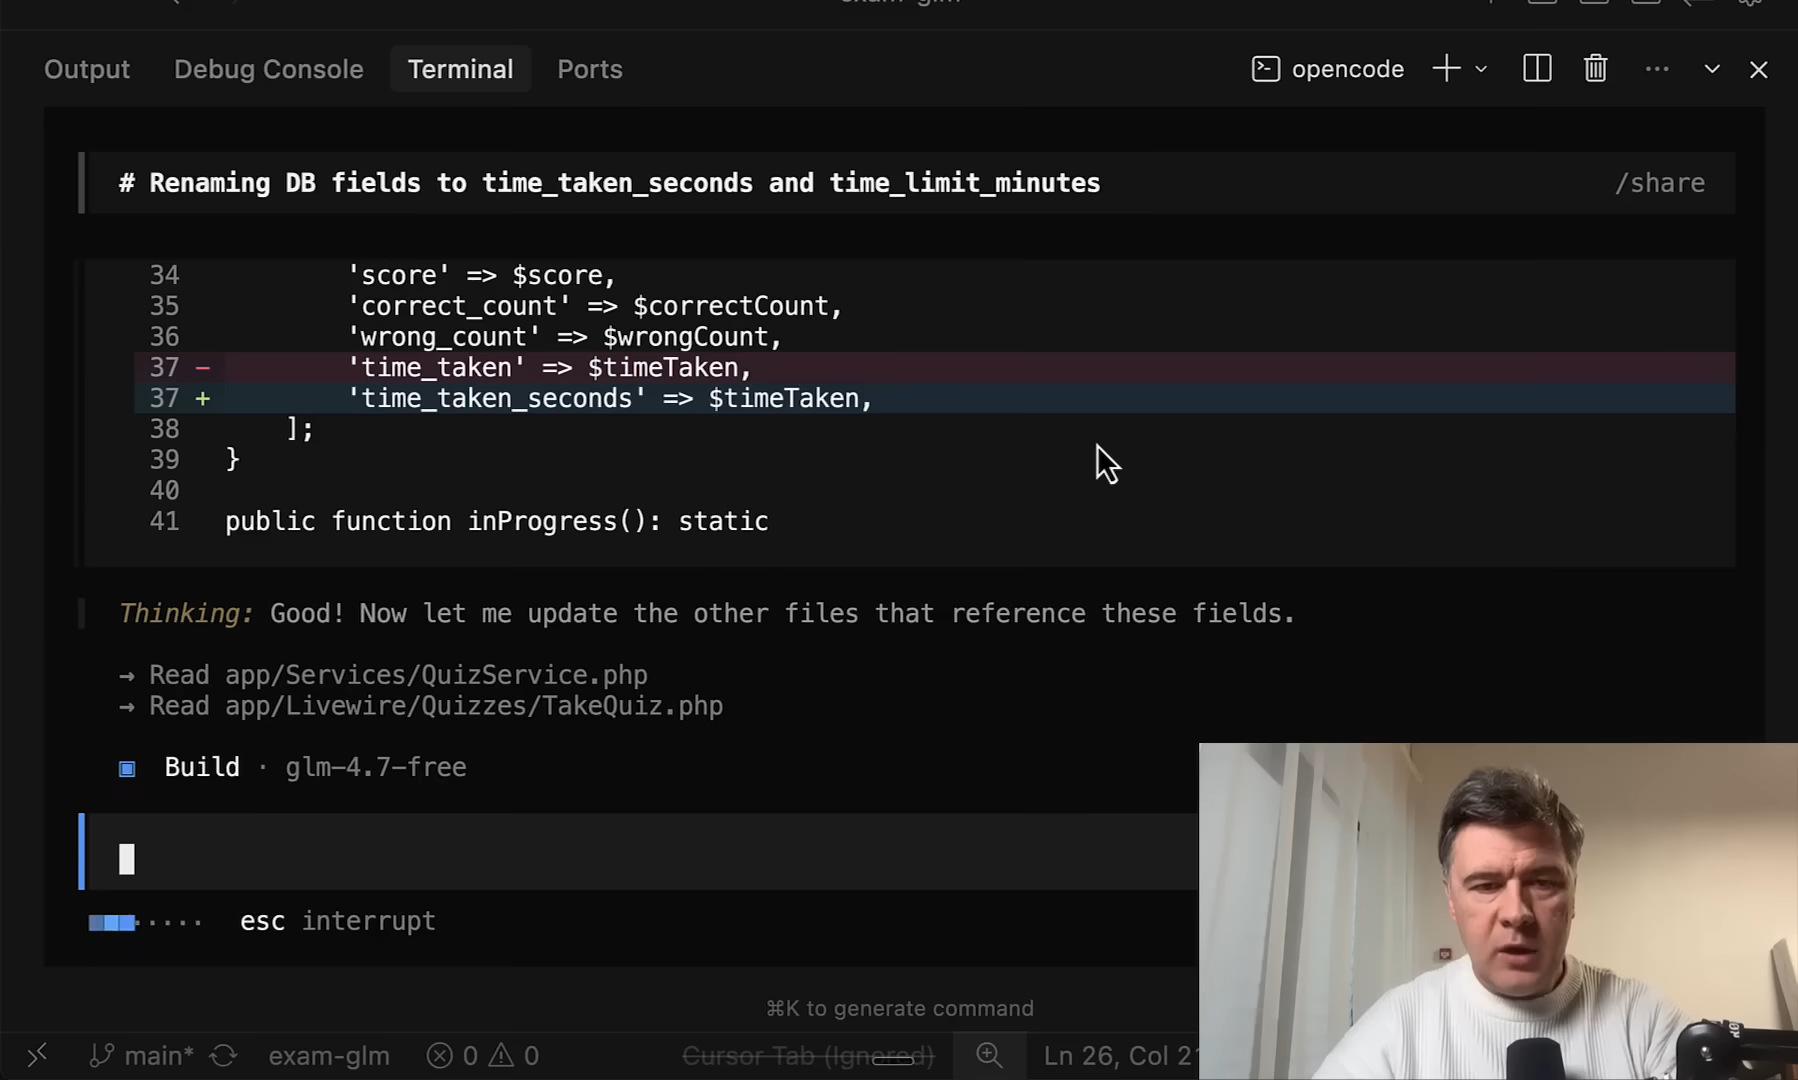 exam-glm
Output Debug Console Terminal Ports opencode
# Renaming DB fields to time_taken_seconds and time_limit_minutes /share
34 'score' => $score,
35 'correct_count' => $correctCount,
36 'wrong_count' => $wrongCount,
37 - 'time_taken' => $timeTaken,
37 + 'time_taken_seconds' => $timeTaken,
38 ];
39 }
40
41 public function inProgress(): static
Thinking: Good! Now let me update the other files that reference these fields.
→ Read app/Services/QuizService.php
→ Read app/Livewire/Quizzes/TakeQuiz.php
Build · glm-4.7-free
esc interrupt
⌘K to generate command
main* exam-glm 0 0 Cursor Tab (Ignored) Ln 26, Col